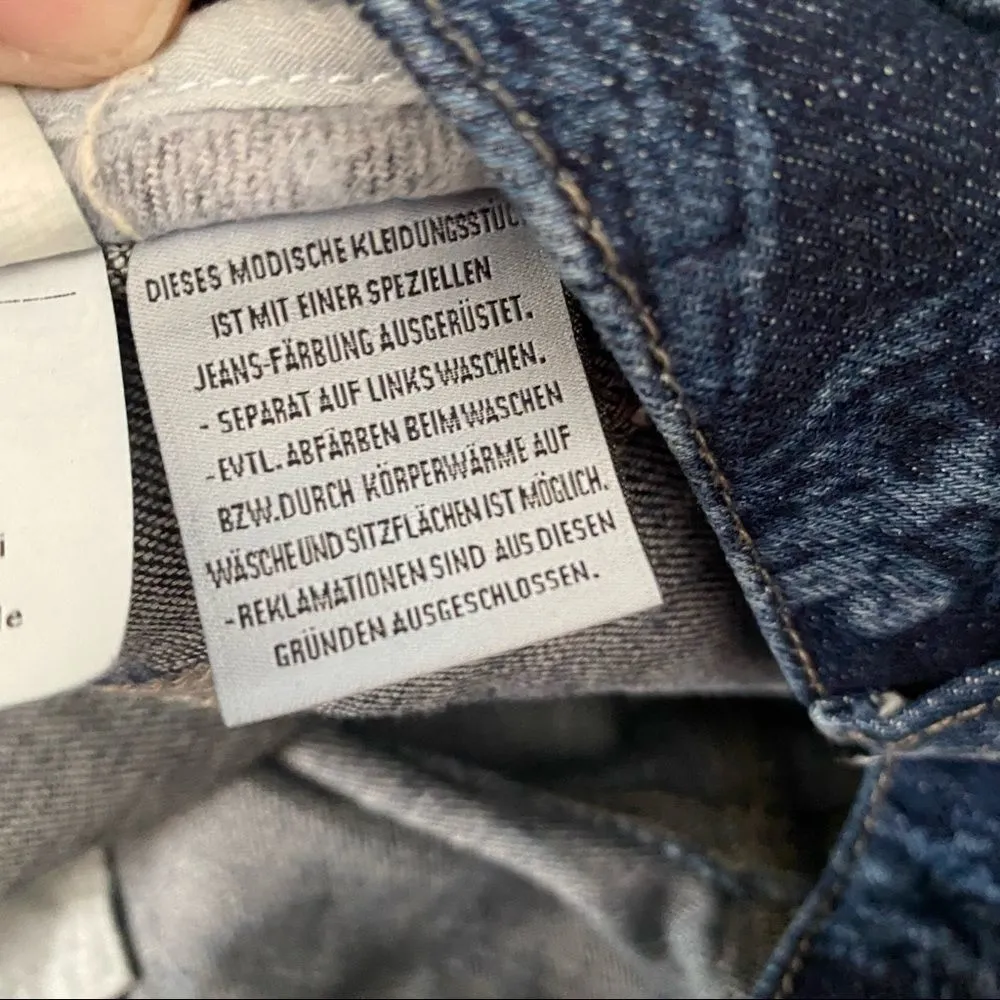 DIESES MODISCHE KLEIDUNGSSTÜC
IST MIT EINER SPEZIELLEN
JEANS-FÄRBUNG AUSGERÜSTET.
- SEPARAT AUF LINKS WASCHEN.
- EVTL. ABFÄRBEN BEIM WASCHEN
BZW. DURCH KÖRPERWÄRME AUF
WÄSCHE UND SITZFLÄCHEN IST MÖGLICH.
- REKLAMATIONEN SIND AUS DIESEN
GRÜNDEN AUSGESCHLOSSEN.